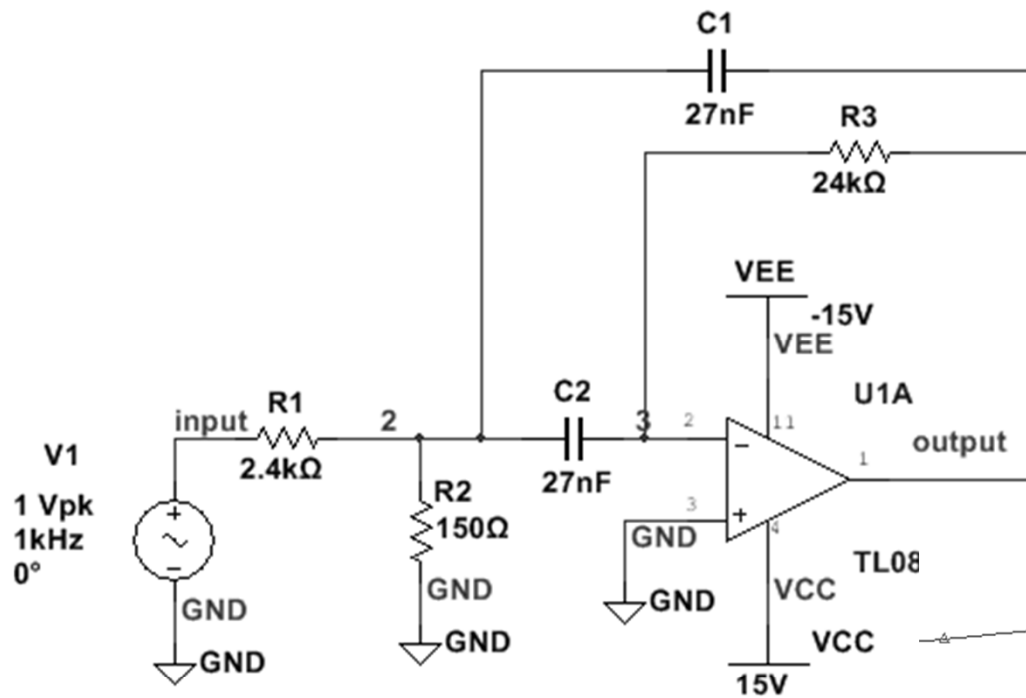 C1
27nF
R3
24kΩ
VEE
-15V
VEE
U1A
C2
R1
input
2
3
2
11
2.4kΩ
27nF
1
output
V1
1 Vpk
1kHz
0°
R2
150Ω
3
GND
4
TL08
GND
GND
GND
VCC
GND
GND
VCC
15V